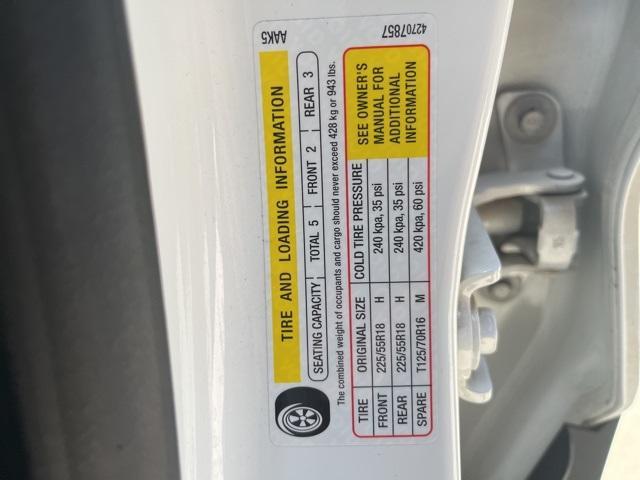 AAK5
42707857
TIRE AND LOADING INFORMATION
SEATING CAPACITY TOTAL 5 FRONT 2 REAR 3
The combined weight of occupants and cargo should never exceed 428 kg or 943 lbs.
TIRE ORIGINAL SIZE COLD TIRE PRESSURE
FRONT 225/55R18 H 240 kpa, 35 psi
REAR 225/55R18 H 240 kpa, 35 psi
SPARE T125/70R16 M 420 kpa, 60 psi
SEE OWNER'S
MANUAL FOR
ADDITIONAL
INFORMATION